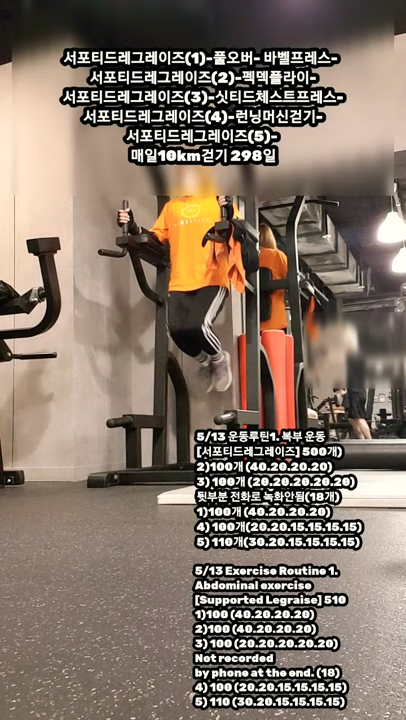 서포티드레그레이즈(1)-풀오버- 바벨프레스-
서포티드레그레이즈(2)-펙덱플라이-
서포티드레그레이즈(3)-싯티드체스트프레스-
서포티드레그레이즈(4)-런닝머신걷기-
서포티드레그레이즈(5)-
매일10km걷기 298일
5/13 운동루틴1. 복부 운동
[서포티드레그레이즈] 500개)
2)100개 (40.20.20.20)
3) 100개 (20.20.20.20.20)
뒷부분 전화로 녹화안됨(18개)
1)100개 (40.20.20.20)
4) 100개(20.20.15.15.15.15)
5) 110개(30.20.15.15.15.15)
5/13 Exercise Routine 1.
Abdominal exercise
[Supported Legraise] 510
1)100 (40.20.20.20)
2)100 (40.20.20.20)
3) 100 (20.20.20.20.20)
Not recorded
by phone at the end. (18)
4) 100 (20.20.15.15.15.15)
5) 110 (30.20.15.15.15.15)